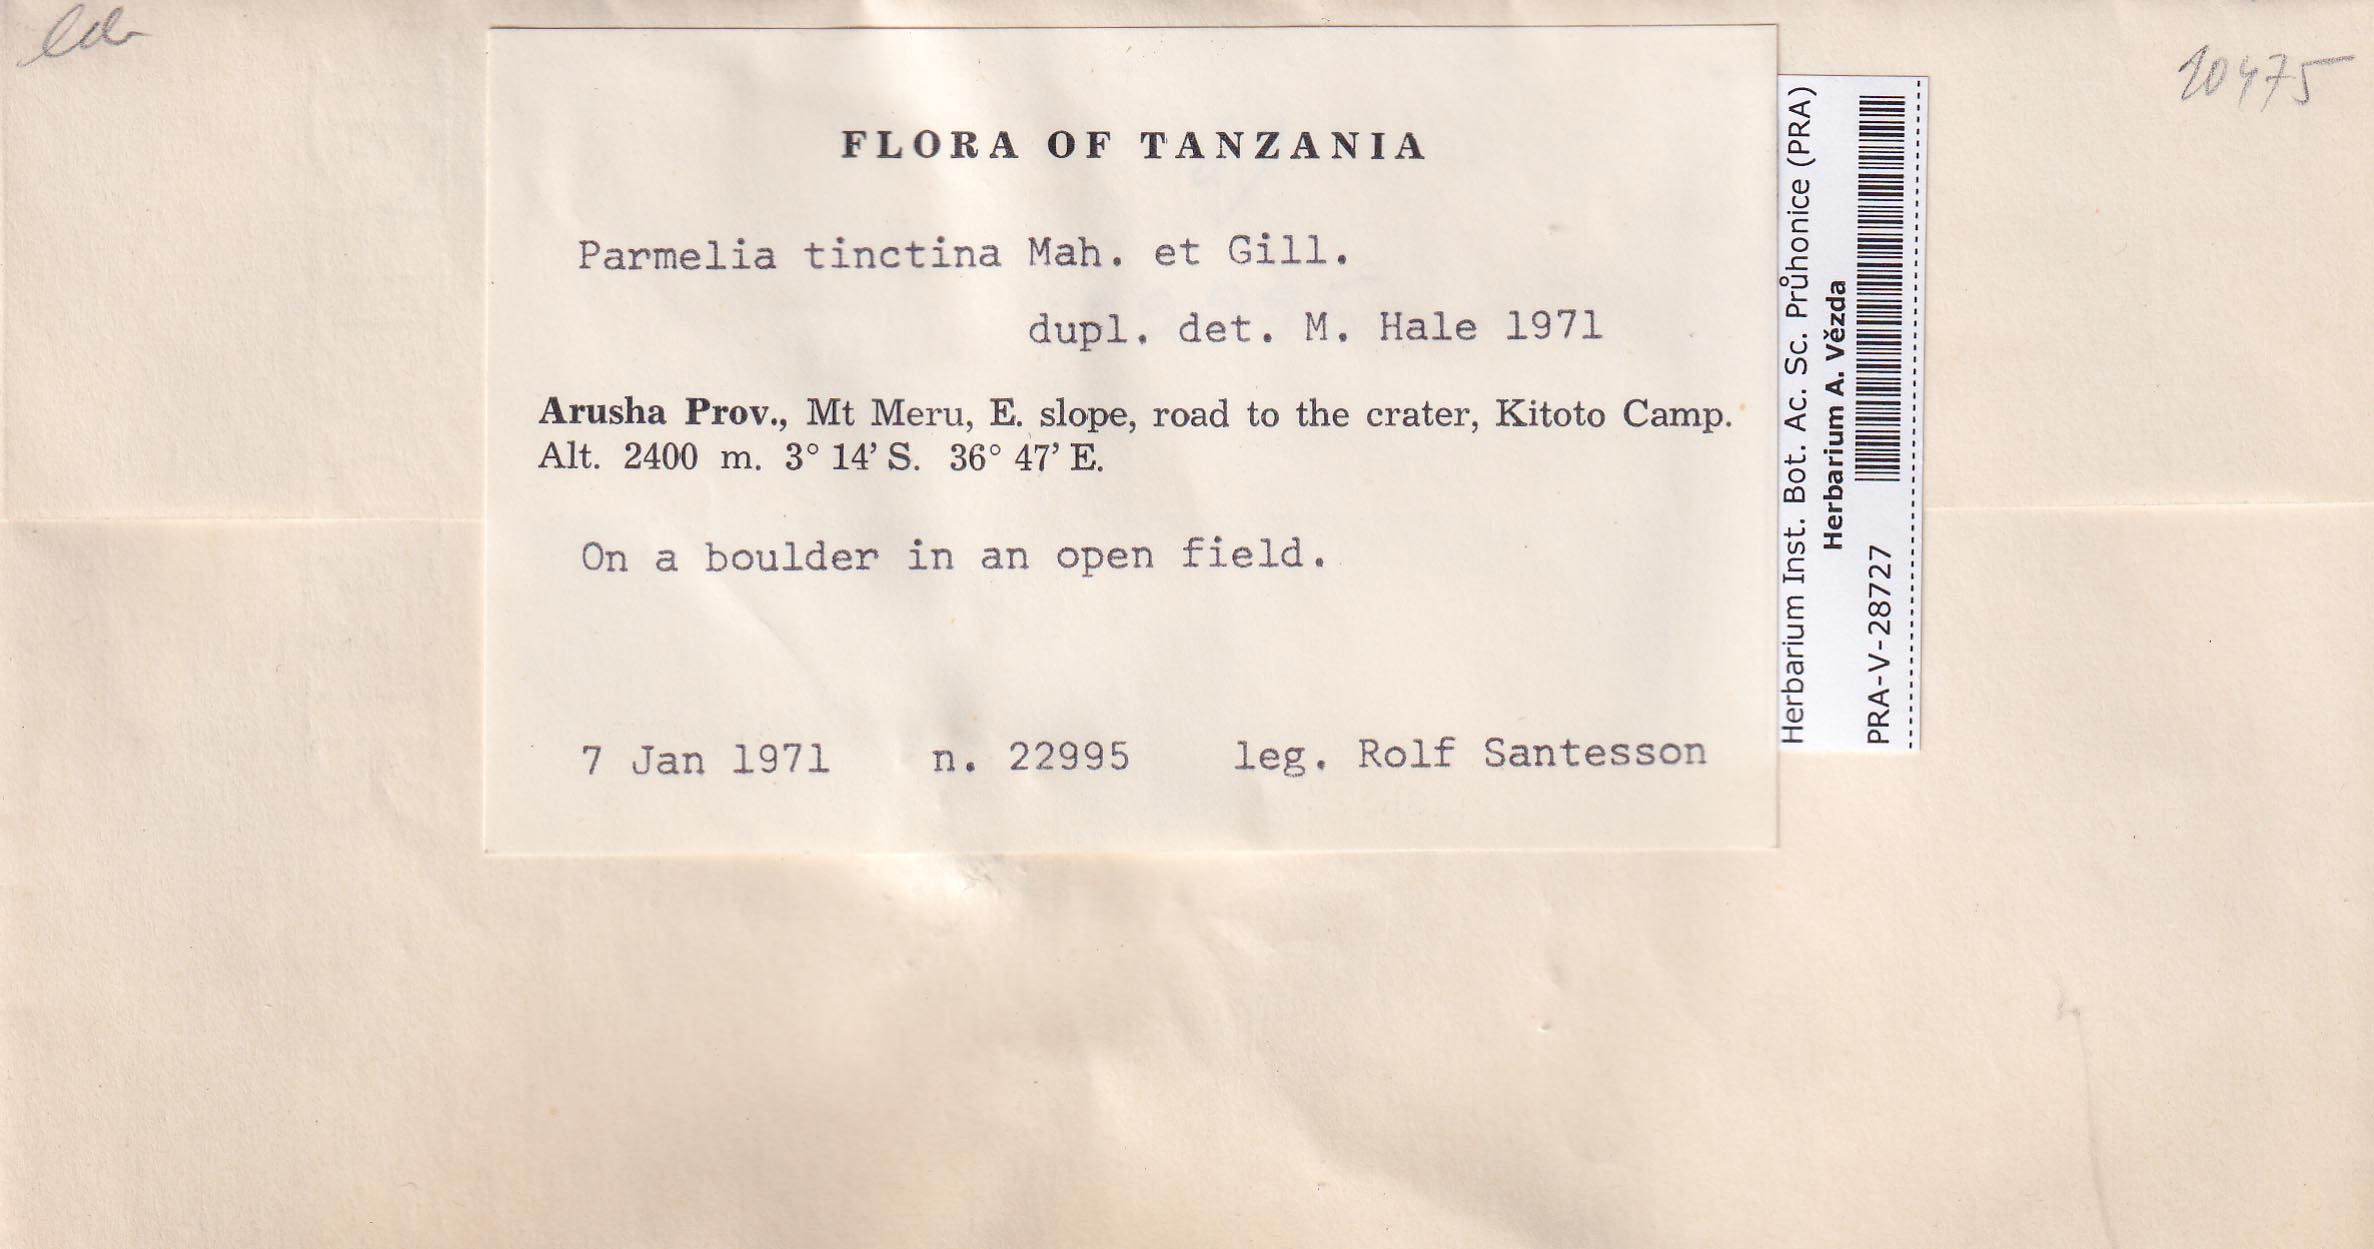 10475
FLORA OF TANZANIA
Parmelia tinctina Mah. et Gill.
dupl. det. M. Hale 1971
Arusha Prov., Mt Meru, E. slope, road to the crater, Kitoto Camp.
Alt. 2400 m. 3° 14’ S. 36° 47’ E.
On a boulder in an open field.
7 Jan 1971 n. 22995 leg. Rolf Santesson
Herbarium Inst. Bot. Ac. Sc. Průhonice (PRA)
Herbarium A. Vězda
PRA-V-28727